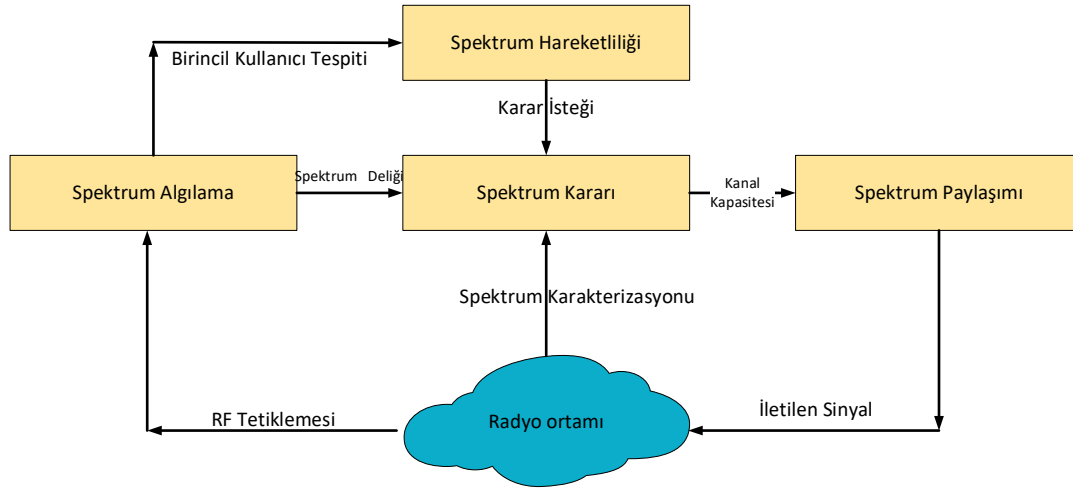 Spektrum Hareketliliği
Birincil Kullanıcı Tespiti
Karar İsteği
Spektrum Algılama
Spektrum Deliği
Spektrum Kararı
Kanal
Kapasitesi
Spektrum Paylaşımı
Spektrum Karakterizasyonu
RF Tetiklemesi
Radyo ortamı
İletilen Sinyal